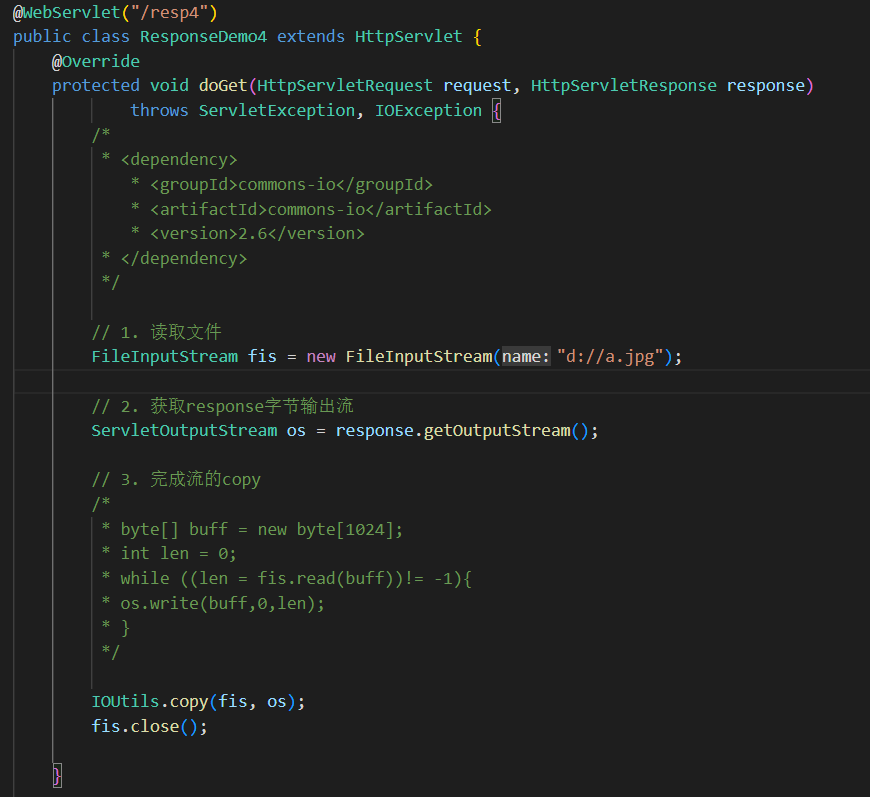 @WebServlet("/resp4")
public class ResponseDemo4 extends HttpServlet {
@Override
protected void doGet(HttpServletRequest request, HttpServletResponse response)
throws ServletException, IOException {
/*
* <dependency>
* <groupId>commons-io</groupId>
* <artifactId>commons-io</artifactId>
* <version>2.6</version>
* </dependency>
*/
// 1. 读取文件
FileInputStream fis = new FileInputStream(name: "d://a.jpg");
// 2. 获取response字节输出流
ServletOutputStream os = response.getOutputStream();
// 3. 完成流的copy
/*
* byte[] buff = new byte[1024];
* int len = 0;
* while ((len = fis.read(buff))!= -1){
* os.write(buff,0,len);
* }
*/
IOUtils.copy(fis, os);
fis.close();
}